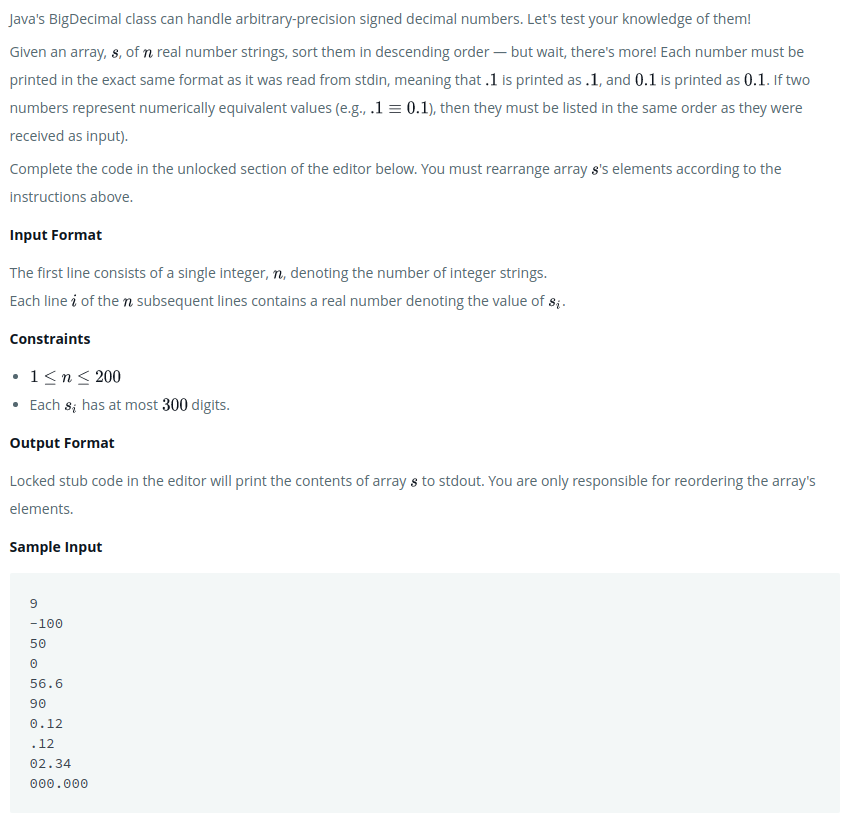 Java's BigDecimal class can handle arbitrary-precision signed decimal numbers. Let's test your knowledge of them!
Given an array, s, of n real number strings, sort them in descending order — but wait, there's more! Each number must be
printed in the exact same format as it was read from stdin, meaning that .1 is printed as .1, and 0.1 is printed as 0.1. If two
numbers represent numerically equivalent values (e.g., .1 ≡ 0.1), then they must be listed in the same order as they were
received as input).
Complete the code in the unlocked section of the editor below. You must rearrange array s's elements according to the
instructions above.
Input Format
The first line consists of a single integer, n, denoting the number of integer strings.
Each line i of the n subsequent lines contains a real number denoting the value of sᵢ.
Constraints
• 1 ≤ n ≤ 200
• Each sᵢ has at most 300 digits.
Output Format
Locked stub code in the editor will print the contents of array s to stdout. You are only responsible for reordering the array's
elements.
Sample Input
9
-100
50
0
56.6
90
0.12
.12
02.34
000.000